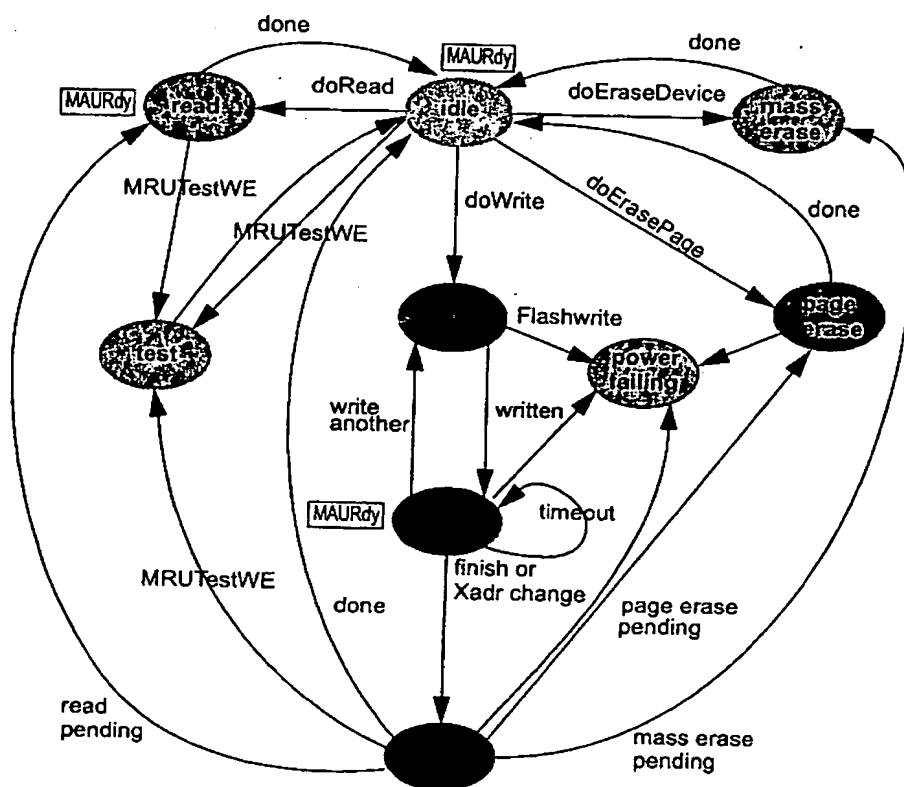 done
MAURdy
done
MAURdy
read
doRead
idle
doEraseDevice
mass
erase
MRUTestWE
MRUTestWE
doWrite
doErasePage
done
Flashwrite
page
erase
test
power
failing
write
another
written
MAURdy
timeout
MRUTestWE
done
finish or
Xadr change
page erase
pending
read
pending
mass erase
pending